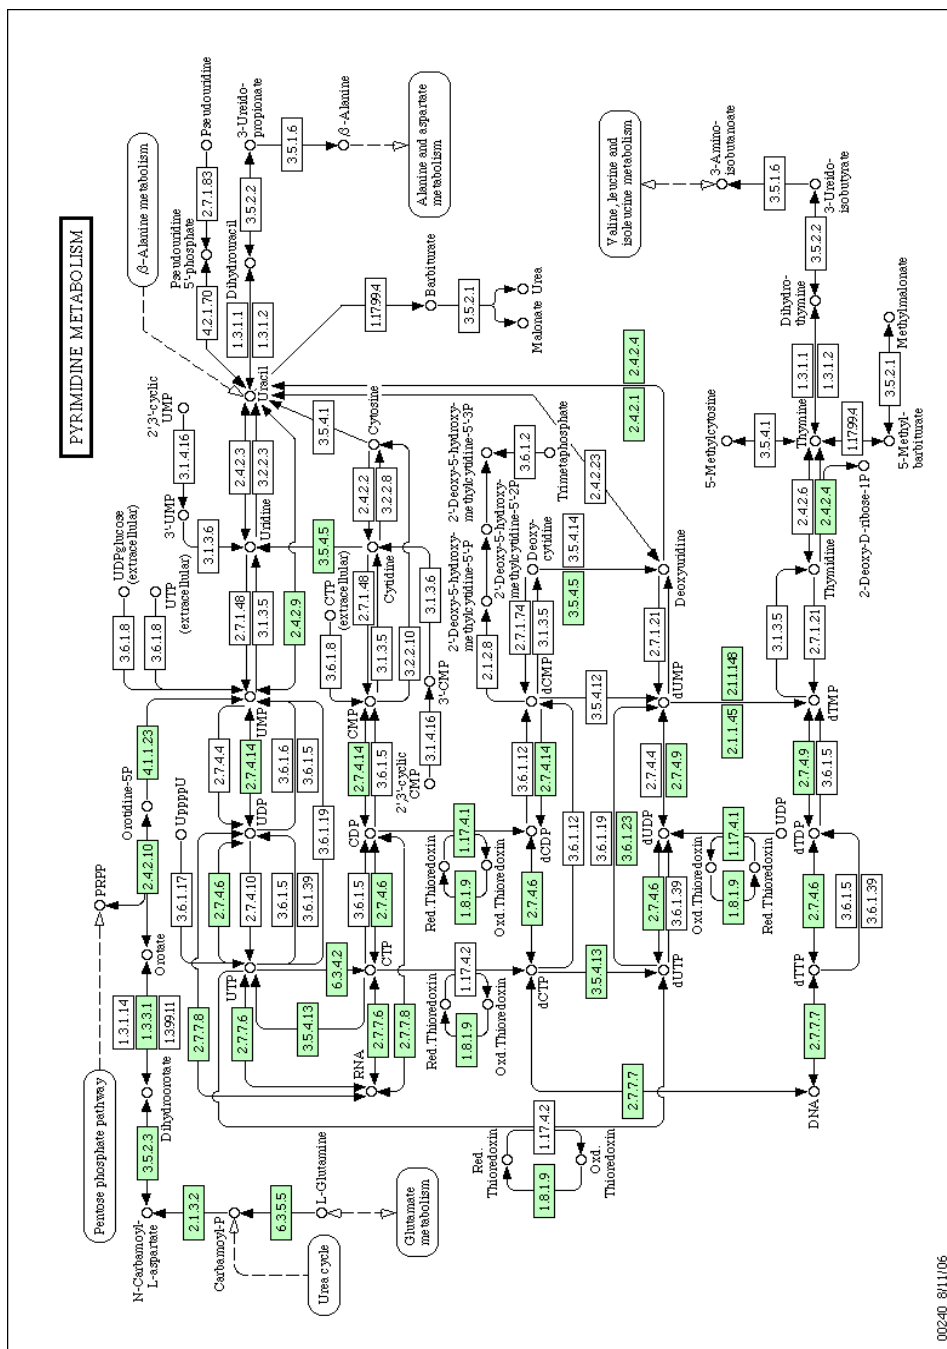 PYRIMIDINE METABOLISM
Pentose phosphate pathway
PRPP
N-Carbamoyl-
L-aspartate
3.5.2.3
Dihydroorotate
1.3.1.14
1.3.3.1
1.3.99.11
Orotate
2.4.2.10
Orotidine-5P
4.1.1.23
UDPglucose
(extracellular)
3.6.1.8
UTP
(extracellular)
3.6.1.8
3'-UMP
3.1.4.16
2',3'-cyclic
UMP
3.1.3.6
β-Alanine metabolism
Pseudouridine
5'-phosphate
4.2.1.70
2.7.1.83
Pseudouridine
2.1.3.2
Carbamoyl-P
6.3.5.5
L-Glutamine
Urea cycle
Glutamate
metabolism
2.7.7.8
3.6.1.17
UppppU
2.7.7.6
UTP
2.7.4.6
2.7.4.10
3.6.1.5
3.6.1.39
UDP
2.7.4.4
2.7.4.14
3.6.1.6
3.6.1.5
3.6.1.19
UMP
2.7.1.48
3.1.3.5
2.4.2.9
Uridine
2.4.2.3
3.2.2.3
Uracil
1.3.1.1
1.3.1.2
Dihydrouracil
3.5.2.2
3-Ureido-
propionate
3.5.1.6
β-Alanine
Alanine and aspartate
metabolism
3.5.4.13
6.3.4.2
3.5.4.5
3.5.4.1
1.17.99.4
Barbiturate
3.5.2.1
Malonate
Urea
RNA
2.7.7.6
2.7.7.8
CTP
3.6.1.5
2.7.4.6
CDP
2.7.4.14
3.6.1.5
CMP
3.6.1.8
CTP
(extracellular)
2.7.1.48
3.1.3.5
3.2.2.10
Cytidine
2.4.2.2
3.2.2.8
Cytosine
2',3'-cyclic
CMP
3.1.4.16
3'-CMP
3.1.3.6
Red.Thioredoxin
1.17.4.2
1.8.1.9
Oxd.Thioredoxin
Red.Thioredoxin
1.17.4.1
1.8.1.9
Oxd.Thioredoxin
2.1.2.8
2'-Deoxy-5-hydroxy-
methylcytidine-5'-P
2'-Deoxy-5-hydroxy-
methylcytidine-5'-2P
2'-Deoxy-5-hydroxy-
methylcytidine-5'-3P
3.6.1.2
Trimetaphosphate
2.4.2.23
dCTP
2.7.4.6
dCDP
3.6.1.12
2.7.4.14
3.6.1.12
dCMP
2.7.1.74
3.1.3.5
Deoxy-
cytidine
3.5.4.14
3.5.4.5
Red.
Thioredoxin
1.17.4.2
1.8.1.9
Oxd.
Thioredoxin
2.7.7.7
3.5.4.13
3.5.4.12
3.6.1.19
3.6.1.23
dUTP
2.7.4.6
3.6.1.39
dUDP
2.7.4.4
2.7.4.9
dUMP
2.7.1.21
Deoxyuridine
2.4.2.1
2.4.2.4
Oxd.Thioredoxin
1.17.4.1
1.8.1.9
Red.Thioredoxin
UDP
2.1.1.45
2.1.1.148
DNA
2.7.7.7
dTTP
2.7.4.6
3.6.1.5
3.6.1.39
dTDP
2.7.4.9
3.6.1.5
dTMP
3.1.3.5
2.7.1.21
Thymidine
2.4.2.6
2.4.2.4
2-Deoxy-D-ribose-1P
Thymine
5-Methylcytosine
3.5.4.1
1.17.99.4
5-Methyl-
barbiturate
3.5.2.1
Methylmalonate
1.3.1.1
1.3.1.2
Dihydro-
thymine
3.5.2.2
3-Ureido-
isobutyrate
3.5.1.6
3-Amino-
isobutanoate
Valine, leucine and
isoleucine metabolism
00240 8/11/06